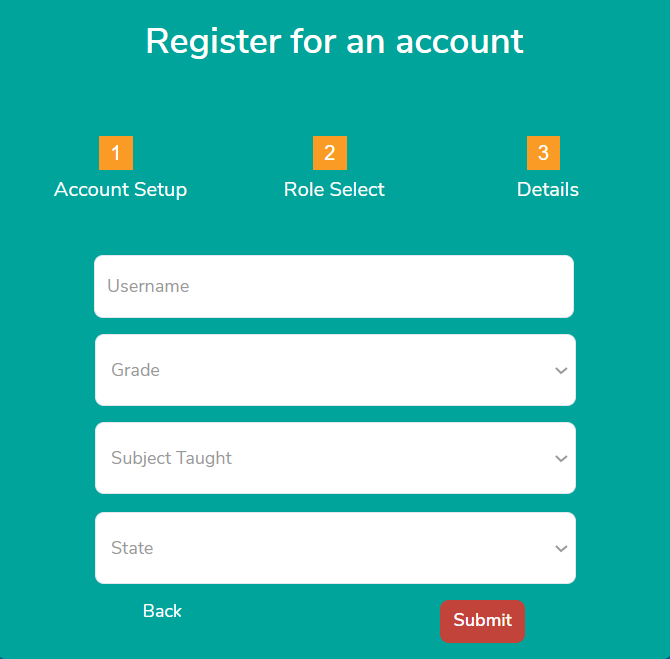 Register for an account
1 2 3
Account Setup Role Select Details
Username
Grade
Subject Taught
State
Back Submit